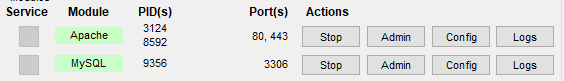 Service Module PID(s) Port(s) Actions
Apache 3124 8592 80, 443 Stop Admin Config Logs
MySQL 9356 3306 Stop Admin Config Logs